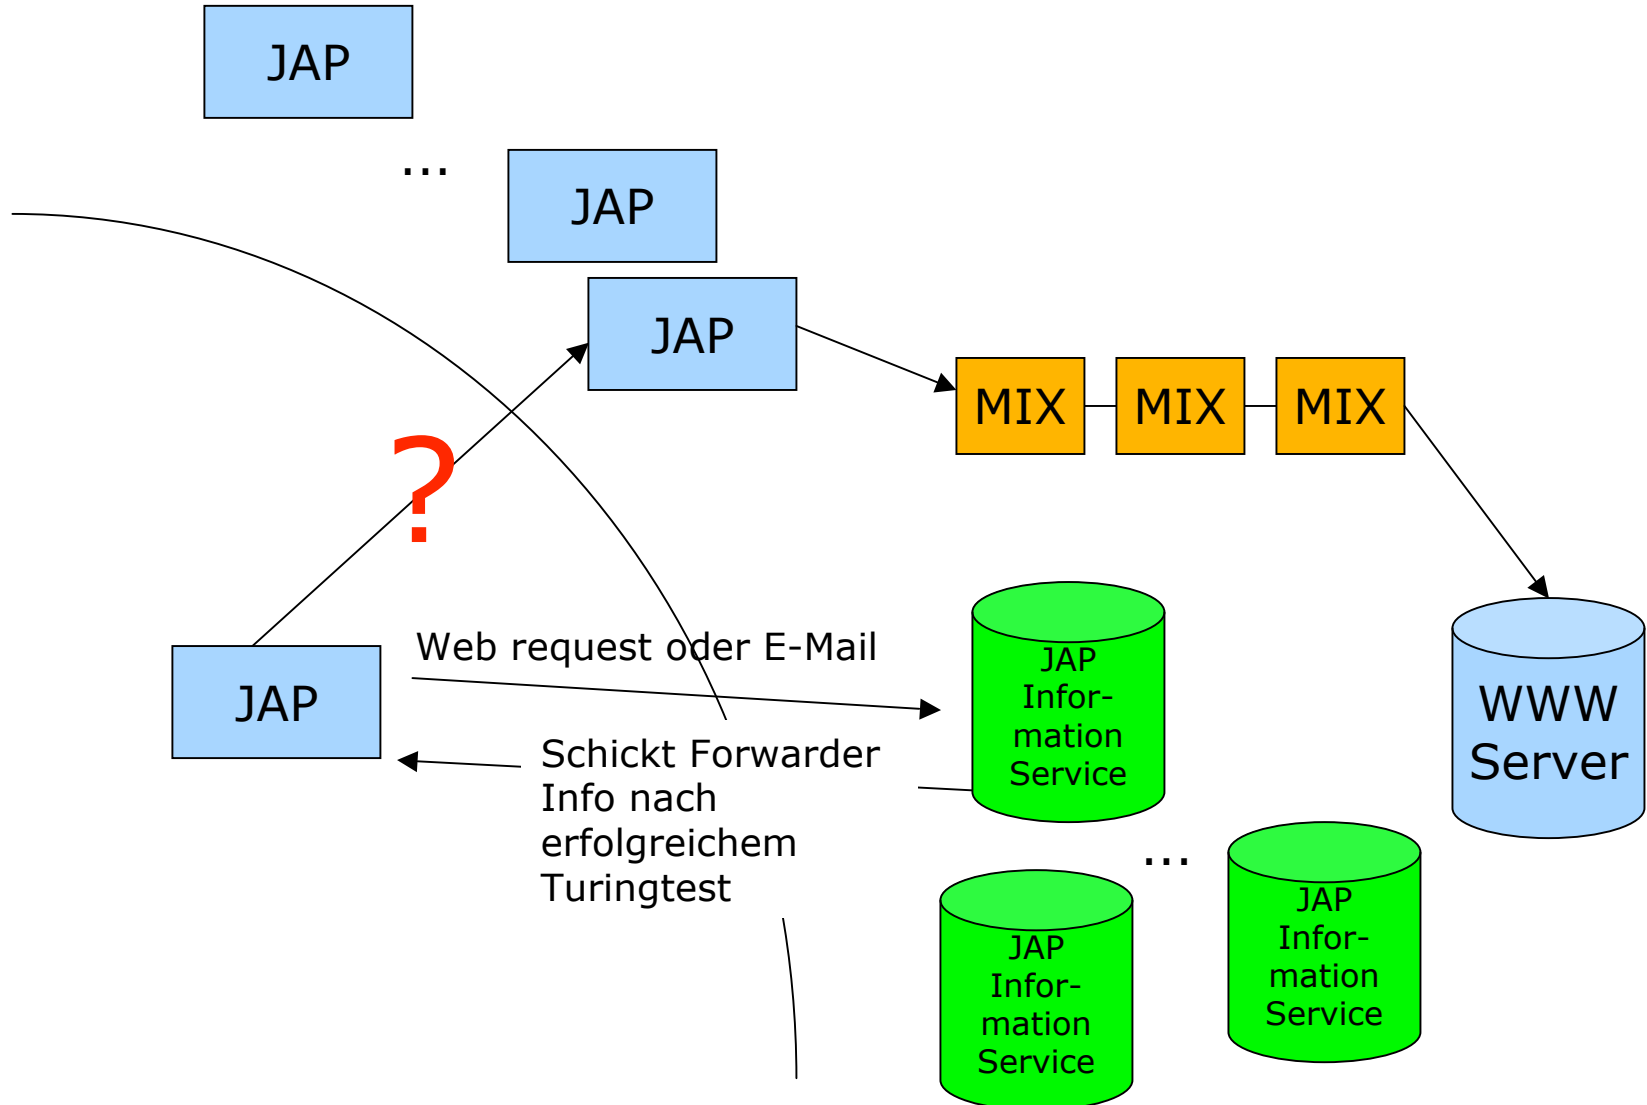 JAP
...
JAP
JAP
MIX
MIX
MIX
?
JAP
Web request oder E-Mail
Schickt Forwarder
Info nach
erfolgreichem
Turingtest
JAP
Infor-
mation
Service
WWW
Server
...
JAP
Infor-
mation
Service
JAP
Infor-
mation
Service